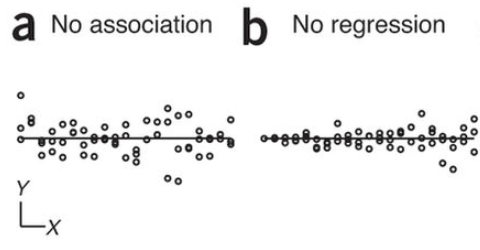 a No association
b No regression
Y
X